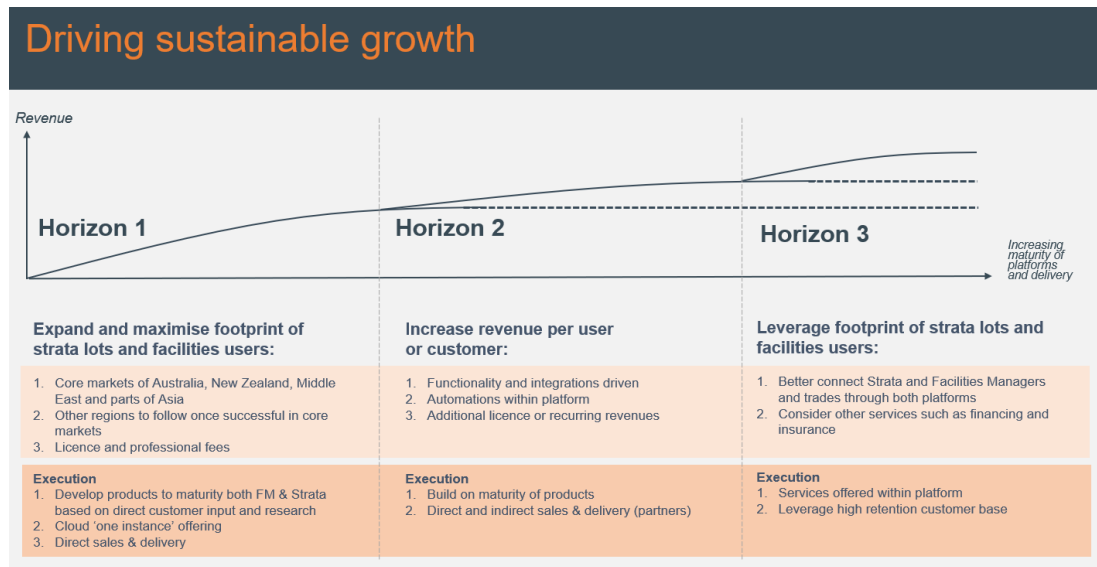 Driving sustainable growth
Revenue
Horizon 1
Horizon 2
Horizon 3
Increasing
maturity of
platforms
and delivery
Expand and maximise footprint of
strata lots and facilities users:
1. Core markets of Australia, New Zealand, Middle
East and parts of Asia
2. Other regions to follow once successful in core
markets
3. Licence and professional fees
Execution
1. Develop products to maturity both FM & Strata
based on direct customer input and research
2. Cloud ‘one instance’ offering
3. Direct sales & delivery
Increase revenue per user
or customer:
1. Functionality and integrations driven
2. Automations within platform
3. Additional licence or recurring revenues
Execution
1. Build on maturity of products
2. Direct and indirect sales & delivery (partners)
Leverage footprint of strata lots and
facilities users:
1. Better connect Strata and Facilities Managers
and trades through both platforms
2. Consider other services such as financing and
insurance
Execution
1. Services offered within platform
2. Leverage high retention customer base